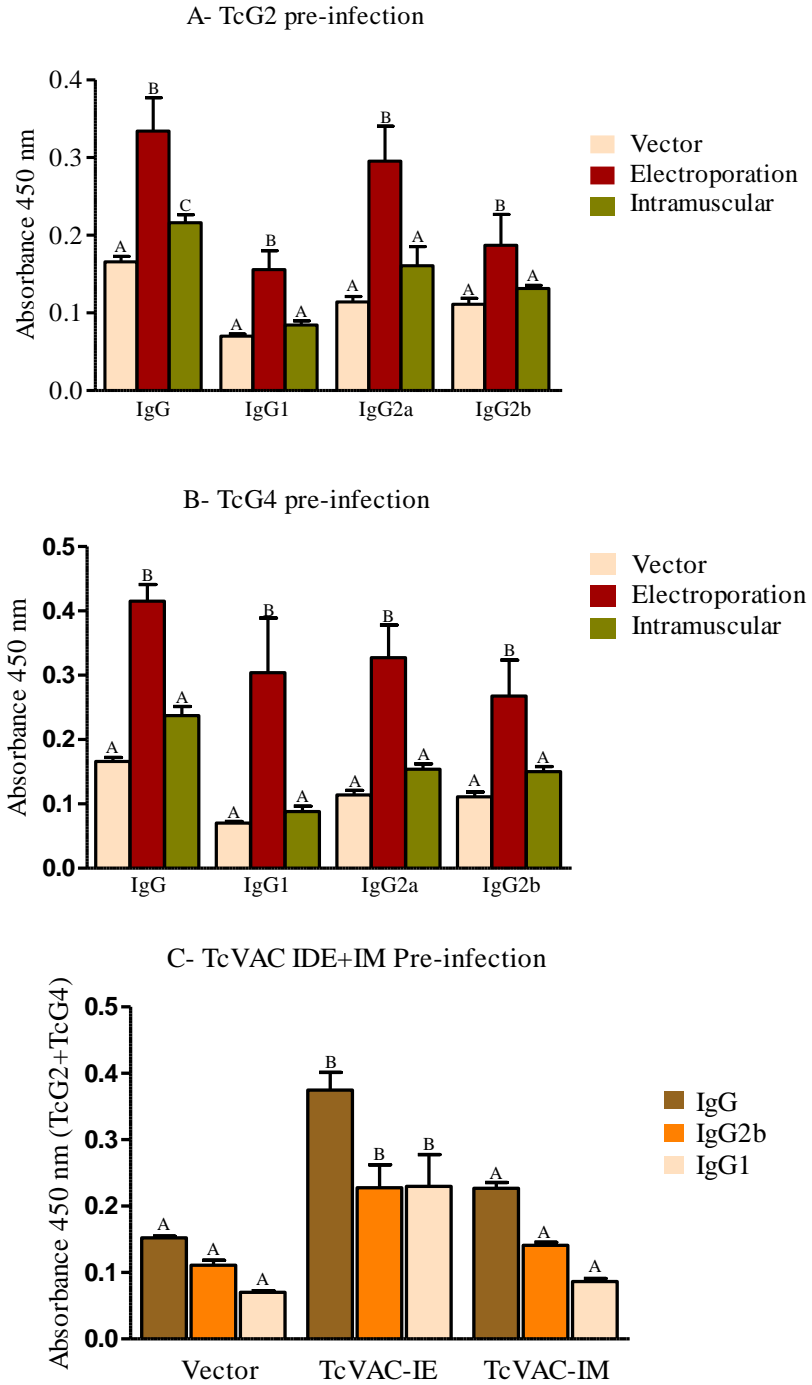 A- TcG2 pre-infection
Absorbance 450 nm
0.4
0.3
0.2
0.1
0.0
A B C
A B A
A B A
A B A
IgG IgG1 IgG2a IgG2b
Vector
Electroporation
Intramuscular
B- TcG4 pre-infection
Absorbance 450 nm
0.5
0.4
0.3
0.2
0.1
0.0
A B A
A B A
A B A
A B A
IgG IgG1 IgG2a IgG2b
Vector
Electroporation
Intramuscular
C- TcVAC IDE+IM Pre-infection
Absorbance 450 nm (TcG2+TcG4)
0.5
0.4
0.3
0.2
0.1
0.0
A A A
B B B
A A A
Vector TcVAC-IE TcVAC-IM
IgG
IgG2b
IgG1